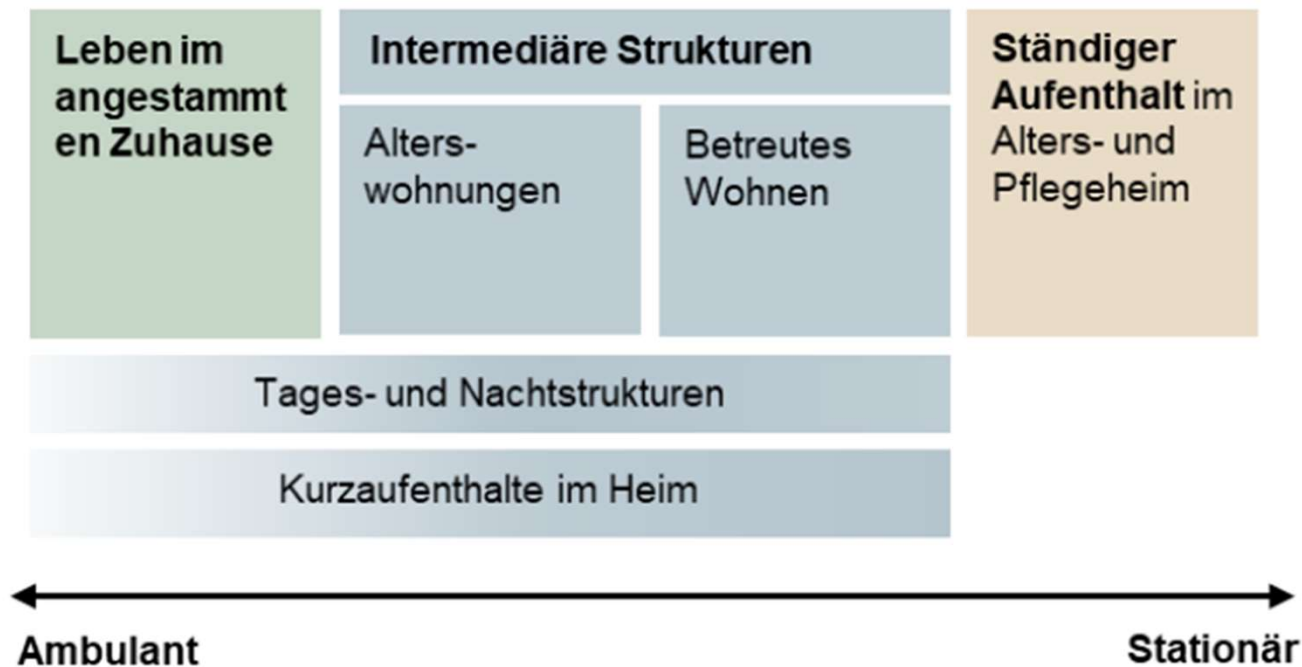 Leben im
angestammt
en Zuhause
Intermediäre Strukturen
Alters-
wohnungen
Betreutes
Wohnen
Ständiger
Aufenthalt im
Alters- und
Pflegeheim
Tages- und Nachtstrukturen
Kurzaufenthalte im Heim
Ambulant
Stationär